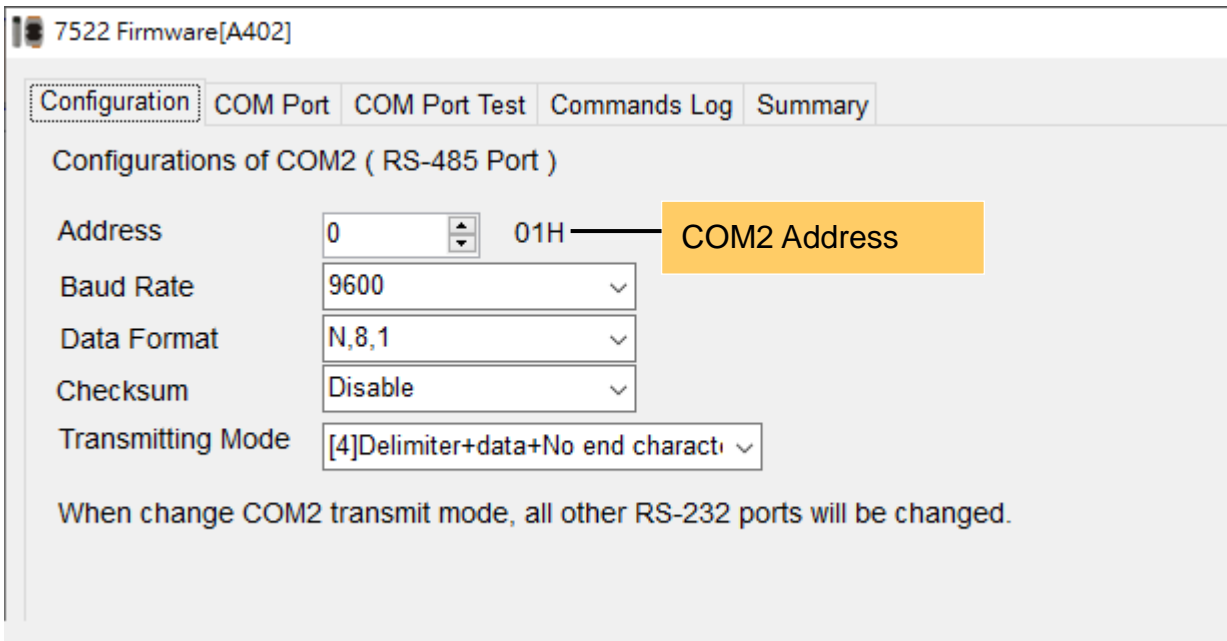 7522 Firmware[A402]
Configuration COM Port COM Port Test Commands Log Summary
Configurations of COM2 ( RS-485 Port )
Address 0 01H COM2 Address
Baud Rate 9600
Data Format N,8,1
Checksum Disable
Transmitting Mode [4]Delimiter+data+No end
When change COM2 transmit mode, all other RS-232 ports will be changed.